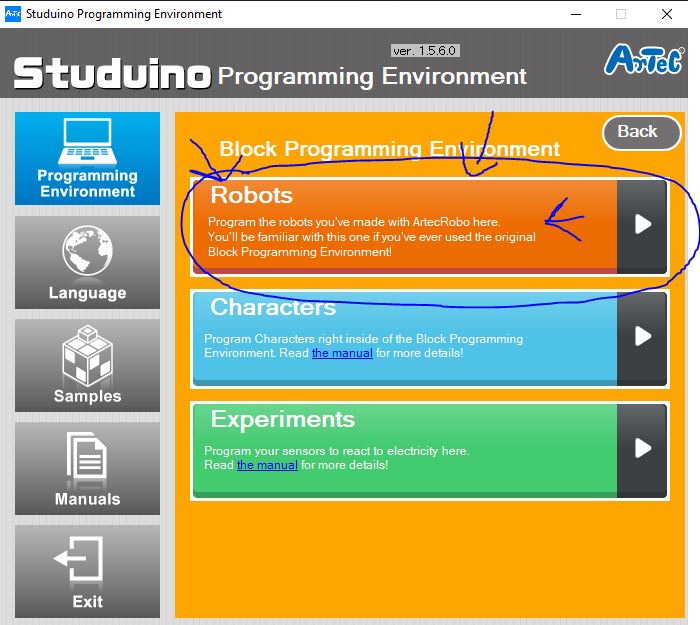 Studuino Programming Environment
ver. 1.5.6.0
Studuino Programming Environment
ArTeC
Programming
Environment
Language
Samples
Manuals
Exit
Block Programming Environment
Back
Robots
Program the robots you've made with ArtecRobo here.
You'll be familiar with this one if you've ever used the original
Block Programming Environment!
Characters
Program Characters right inside of the Block Programming
Environment. Read the manual for more details!
Experiments
Program your sensors to react to electricity here.
Read the manual for more details!